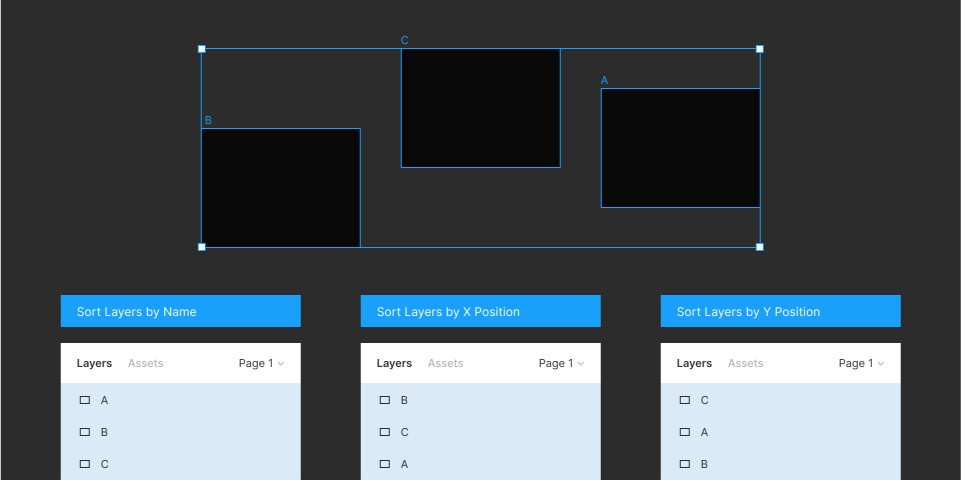 C
A
B
Sort Layers by Name
Sort Layers by X Position
Sort Layers by Y Position
Layers Assets Page 1
Layers Assets Page 1
Layers Assets Page 1
A
B
C
B
C
A
C
A
B